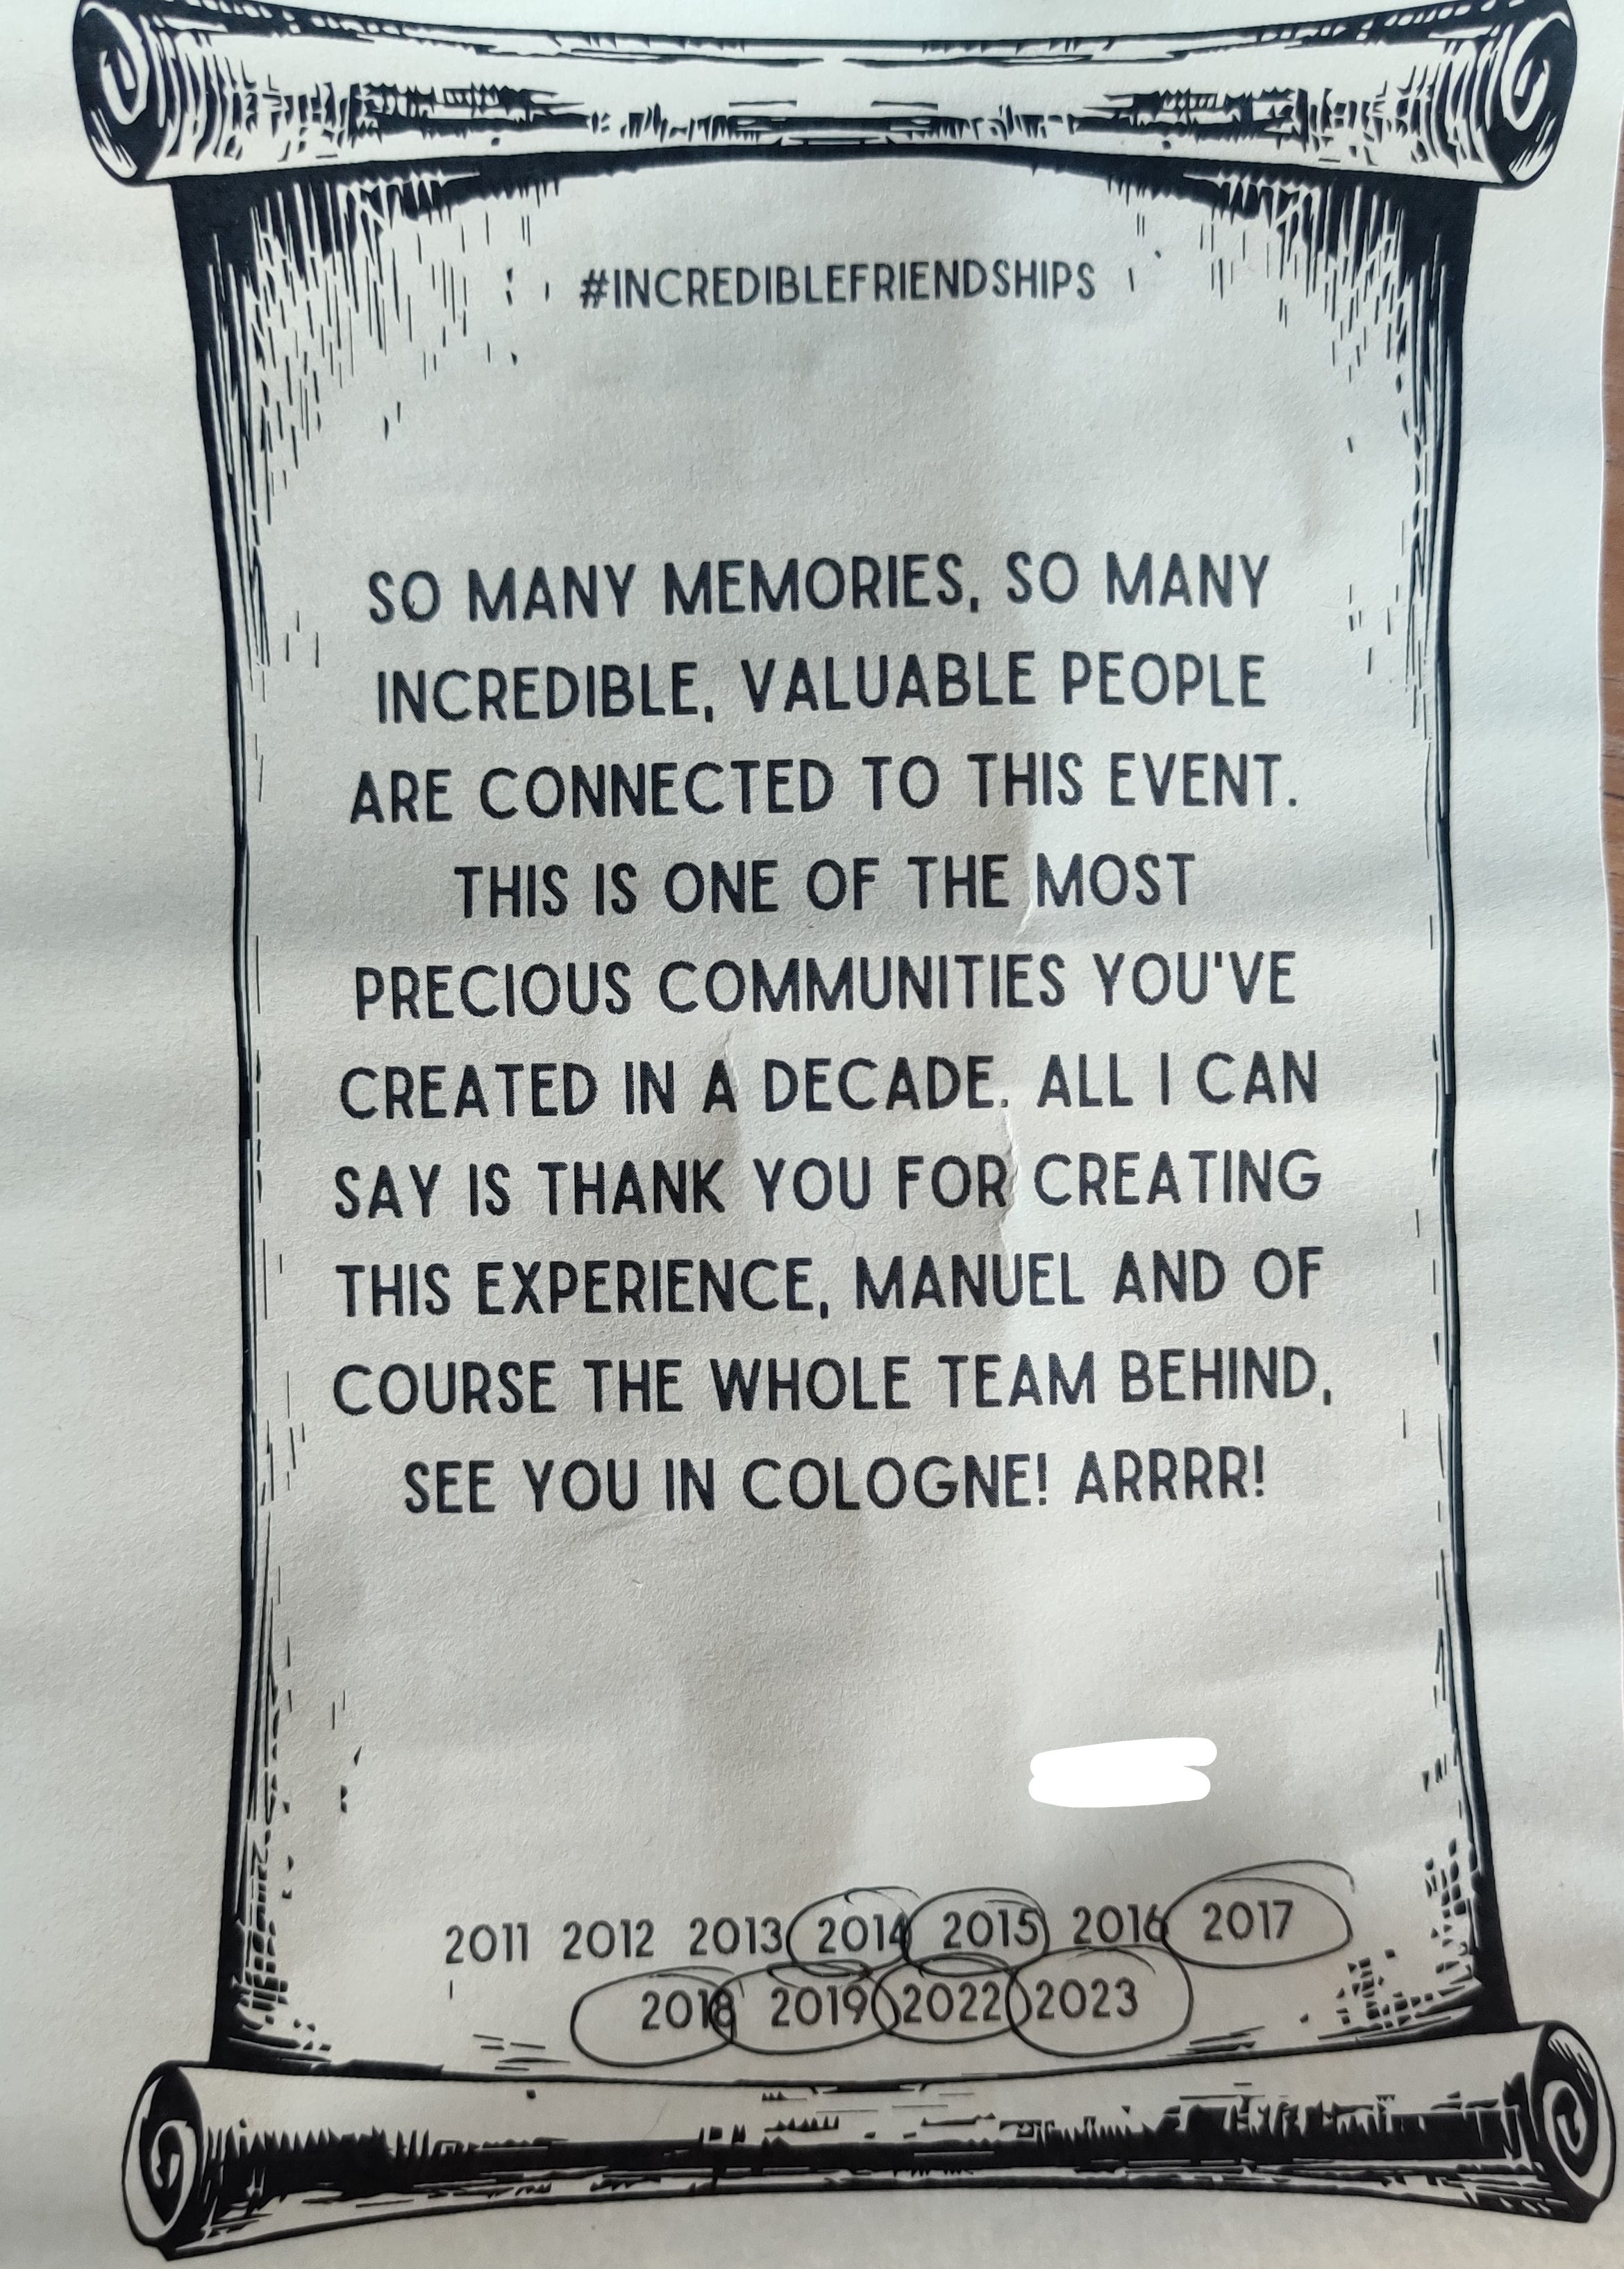 #INCREDIBLEFRIENDSHIPS
SO MANY MEMORIES, SO MANY
INCREDIBLE, VALUABLE PEOPLE
ARE CONNECTED TO THIS EVENT.
THIS IS ONE OF THE MOST
PRECIOUS COMMUNITIES YOU'VE
CREATED IN A DECADE. ALL I CAN
SAY IS THANK YOU FOR CREATING
THIS EXPERIENCE, MANUEL AND OF
COURSE THE WHOLE TEAM BEHIND,
SEE YOU IN COLOGNE! ARRRR!
2011 2012 2013 2014 2015 2016 2017
2018 2019 2022 2023